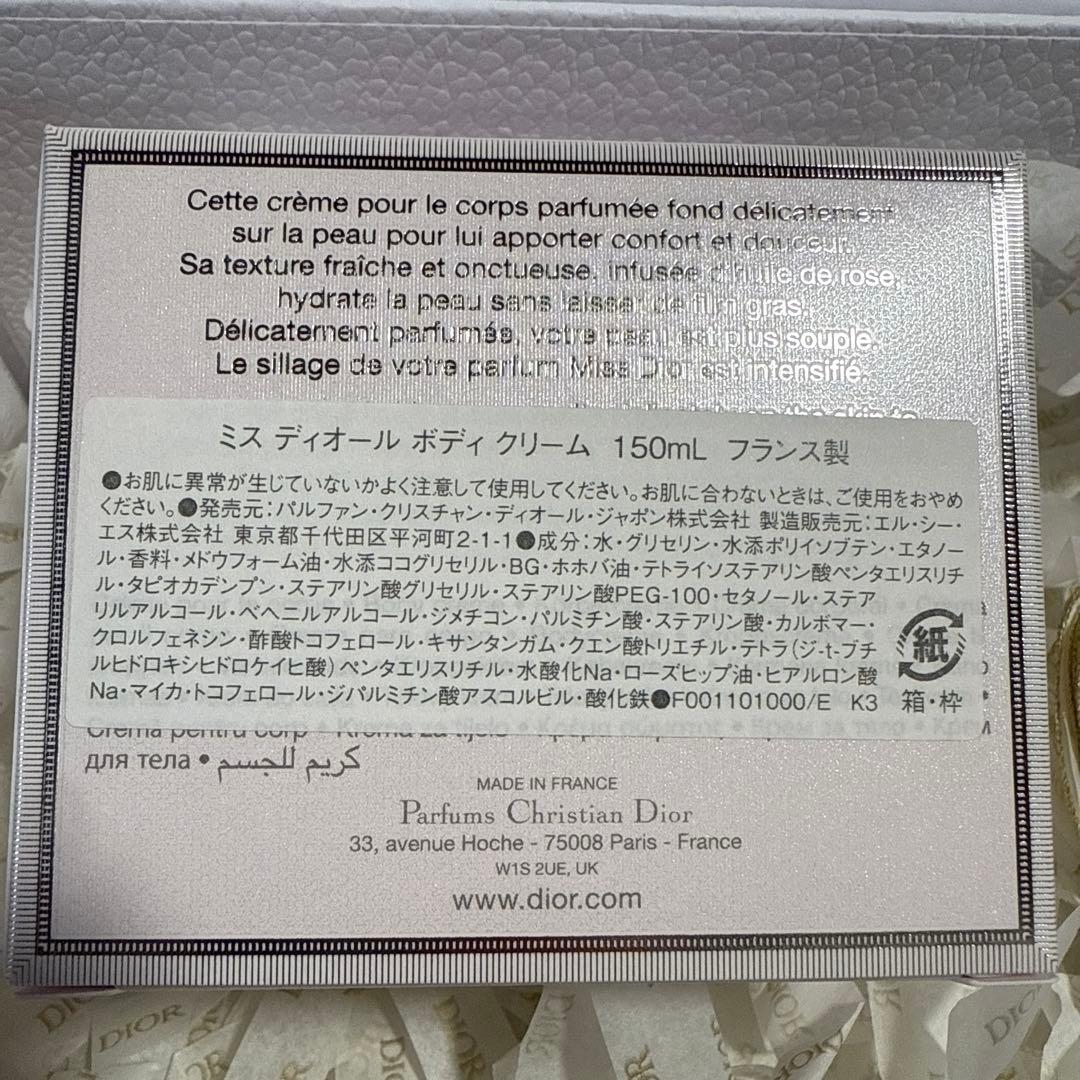 Cette crème pour le corps parfumée fond délicatement
sur la peau pour lui apporter confort et douceur.
Sa texture fraîche et onctueuse, infusée d'huile de rose,
hydrate la peau sans laisser de film gras.
Délicatement parfumée, votre peau est plus souple.
Le sillage de votre parfum Miss Dior est intensifié.
the skin to
ミス ディオール ボディ クリーム 150mL フランス製
●お肌に異常が生じていないかよく注意して使用してください。お肌に合わないときは、ご使用をおやめ
ください。●発売元:パルファン・クリスチャン・ディオール・ジャポン株式会社 製造販売元:エル・シー・
エス株式会社 東京都千代田区平河町2-1-1●成分:水・グリセリン・水添ポリイソブテン・エタノー
ル・香料・メドウフォーム油・水添ココグリセリル・BG・ホホバ油・テトライソステアリン酸ペンタエリスリチ
ル・タピオカデンプン・ステアリン酸グリセリル・ステアリン酸PEG-100・セタノール・ステア
リルアルコール・ベヘニルアルコール・ジメチコン・パルミチン酸・ステアリン酸・カルボマー・
クロルフェネシン・酢酸トコフェロール・キサンタンガム・クエン酸トリエチル・テトラ(ジ-t-ブチ
ルヒドロキシヒドロケイヒ酸)ペンタエリスリチル・水酸化Na・ローズヒップ油・ヒアルロン酸
Na・マイカ・トコフェロール・ジパルミチン酸アスコルビル・酸化鉄●F001101000/E K3
紙
箱・枠
Cremă pentru corp • Krema za tijelo •
для тела • كريم للجسم
MADE IN FRANCE
Parfums Christian Dior
33, avenue Hoche - 75008 Paris - France
W1S 2UE, UK
www.dior.com
DIOR
DIOR